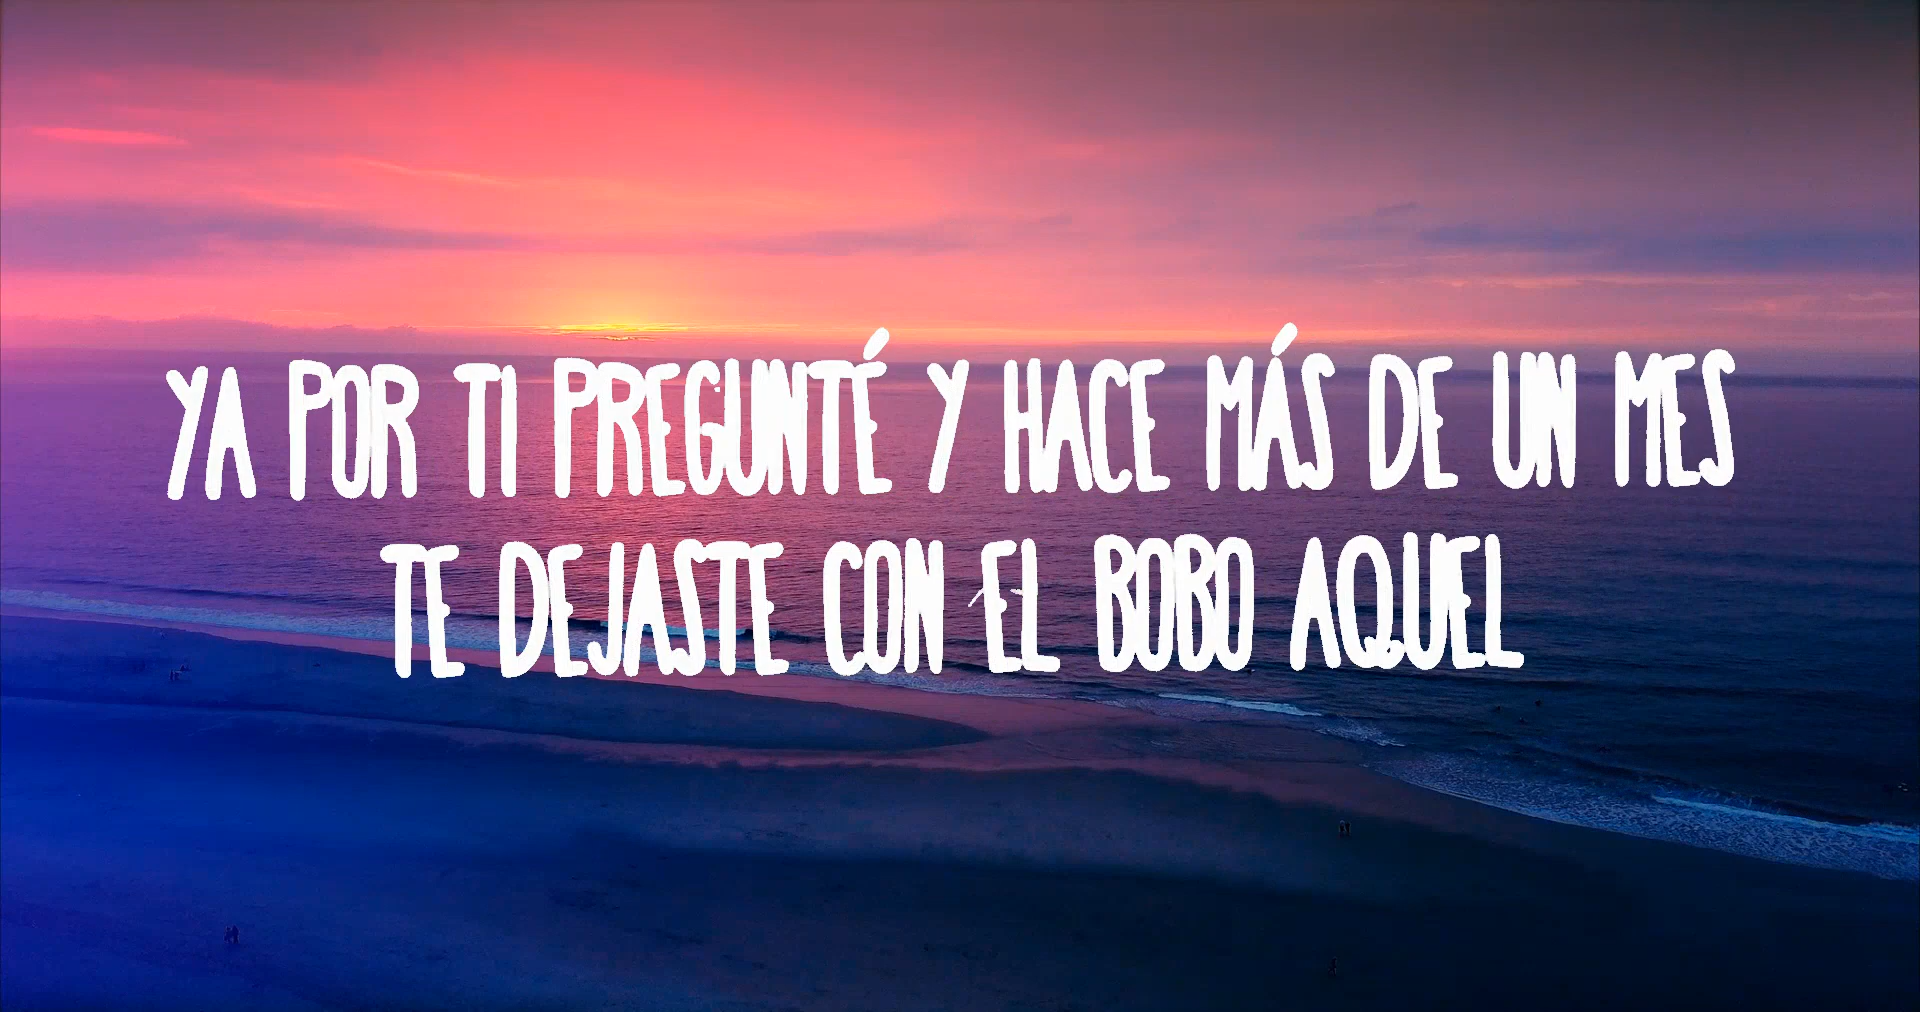 YA POR TI PREGUNTÉ Y HACE MÁS DE UN MES
TE DEJASTE CON EL BOBO AQUEL